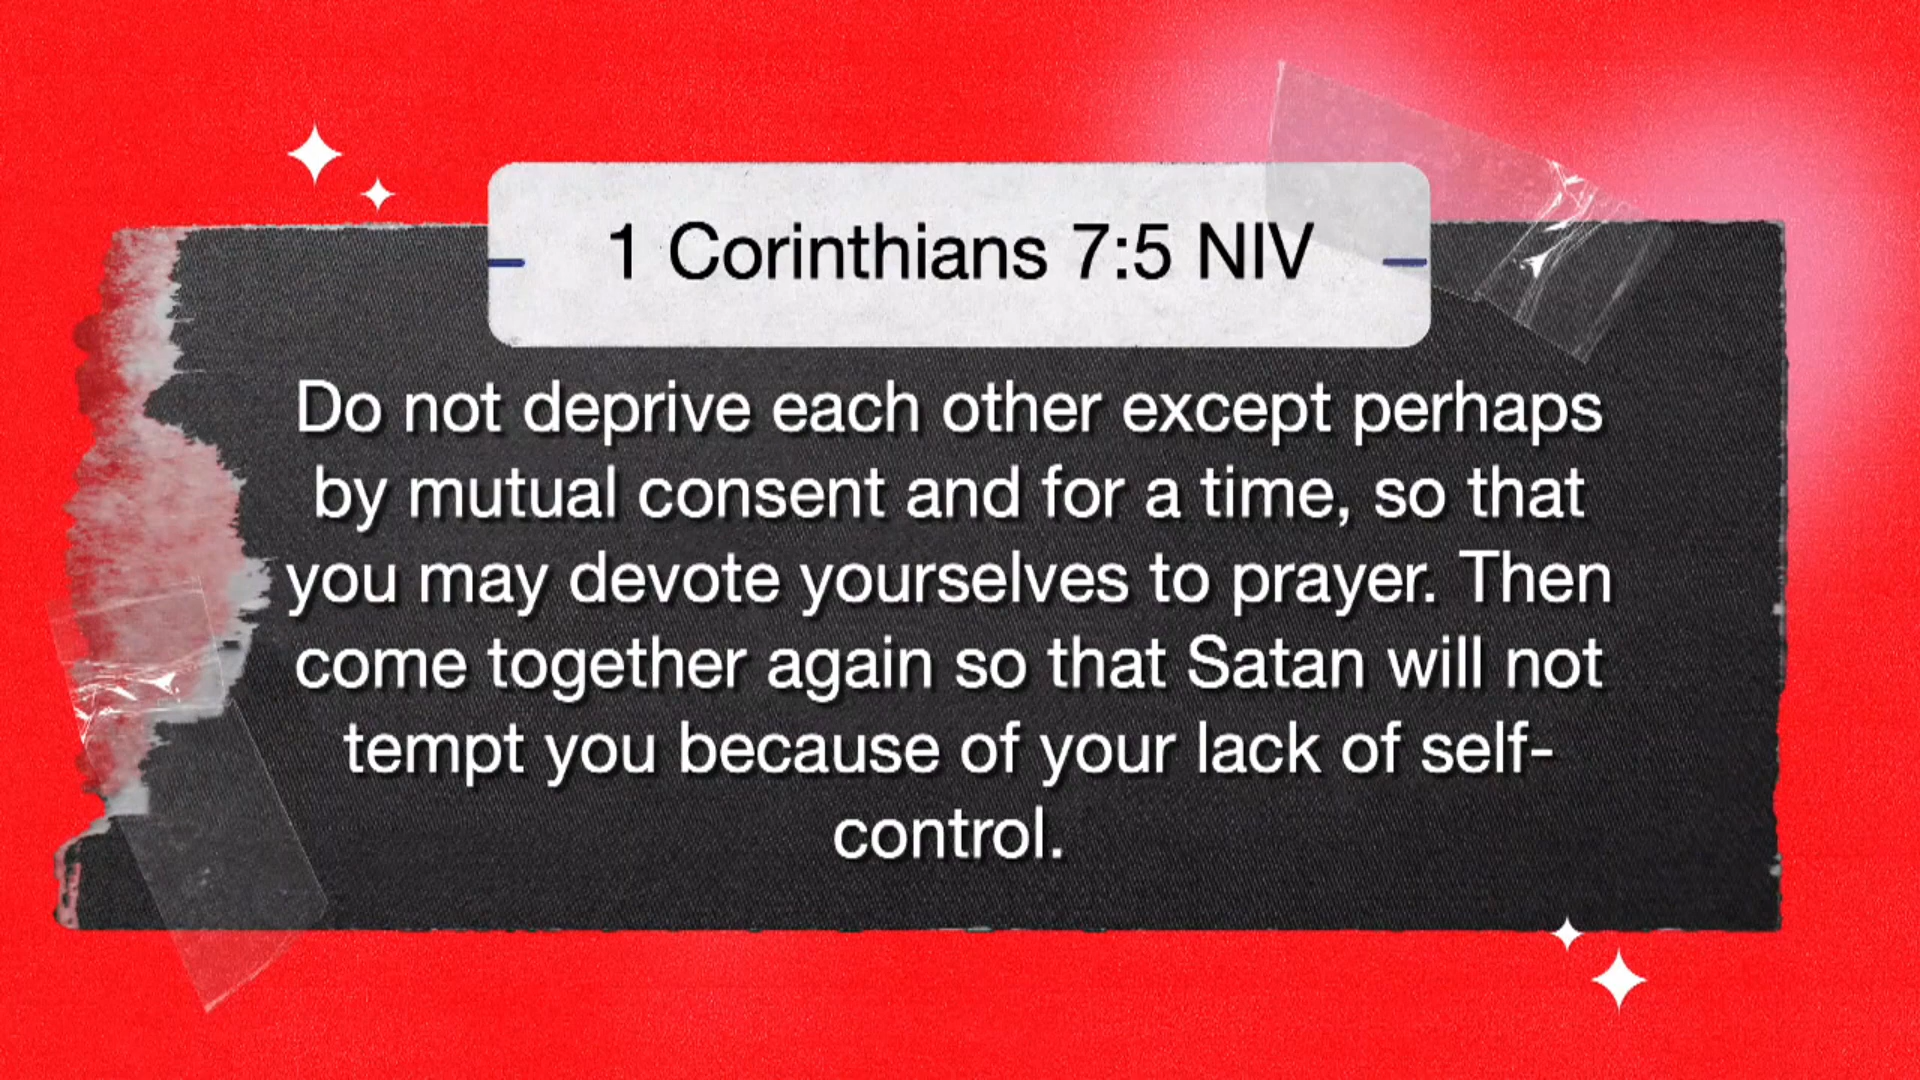 1 Corinthians 7:5 NIV
Do not deprive each other except perhaps
by mutual consent and for a time, so that
you may devote yourselves to prayer. Then
come together again so that Satan will not
tempt you because of your lack of self-
control.